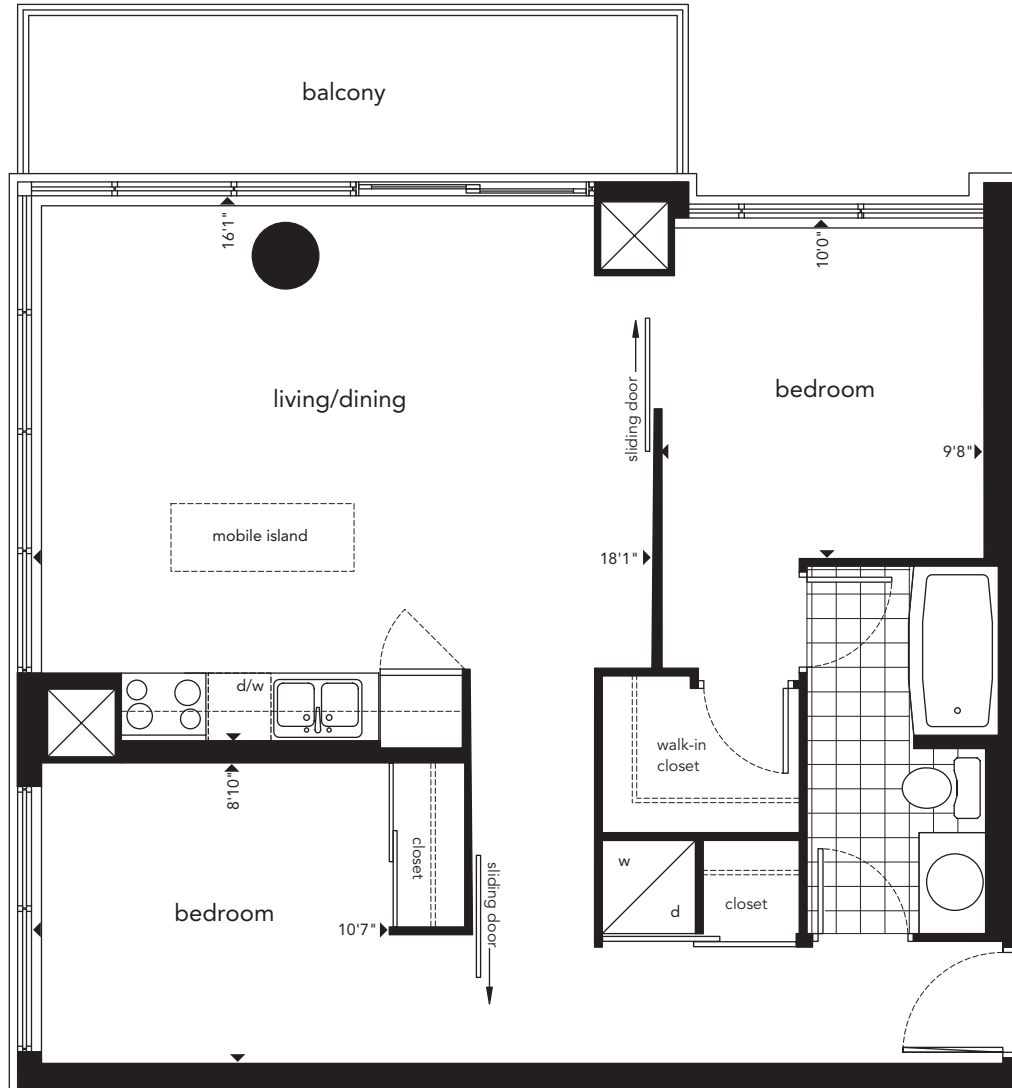 balcony
16'1"
10'0"
living/dining
sliding door
bedroom
9'8"
mobile island
18'1"
d/w
walk-in
closet
8'10"
closet
w
d
closet
sliding door
bedroom
10'7"